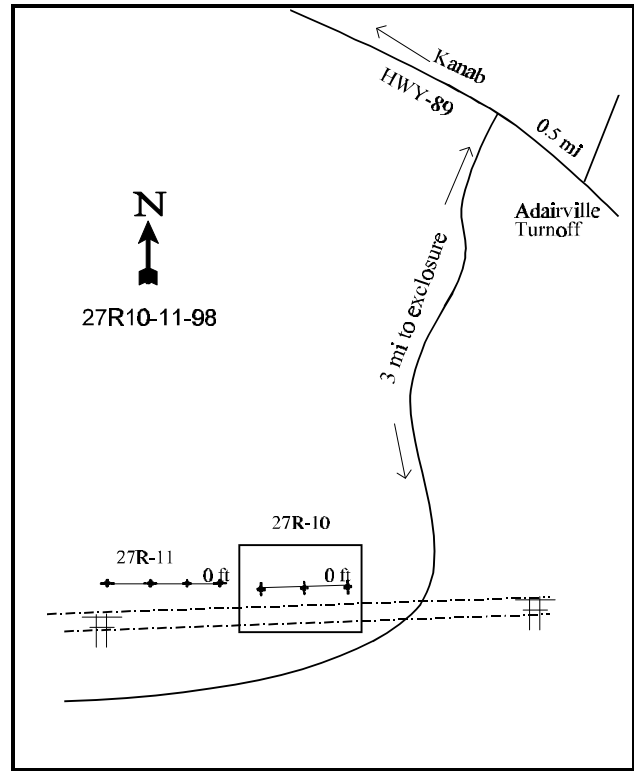 Kanab
HWY-89
0.5 mi
Adairville
Turnoff
N
27R10-11-98
3 mi to exclosure
27R-10
27R-11
0 ft
0 ft